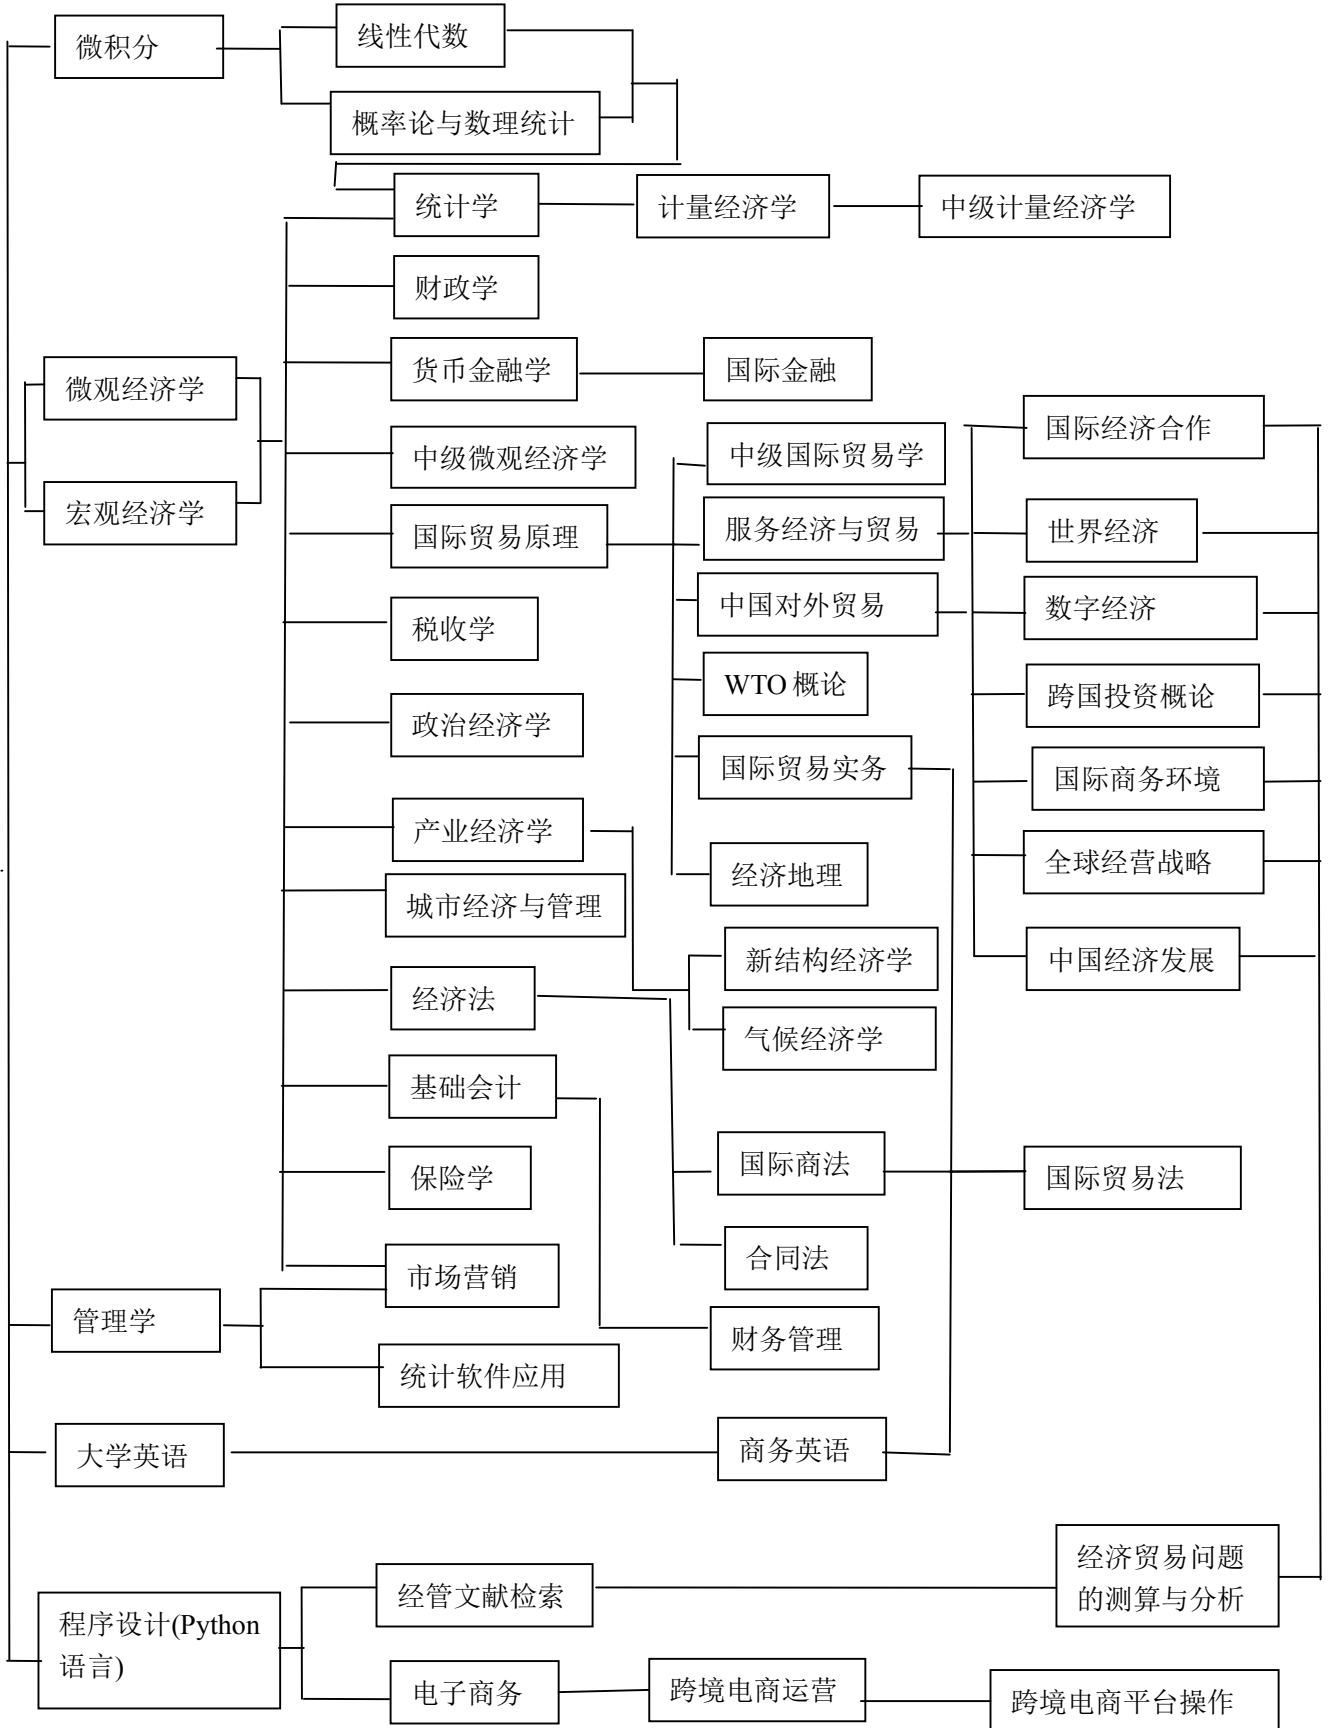 微积分
线性代数
概率论与数理统计
统计学
计量经济学
中级计量经济学
财政学
货币金融学
国际金融
微观经济学
宏观经济学
中级微观经济学
中级国际贸易学
国际经济合作
国际贸易原理
服务经济与贸易
世界经济
中国对外贸易
数字经济
税收学
WTO 概论
跨国投资概论
政治经济学
国际贸易实务
国际商务环境
产业经济学
经济地理
全球经营战略
城市经济与管理
新结构经济学
中国经济发展
经济法
气候经济学
基础会计
国际商法
国际贸易法
保险学
合同法
市场营销
管理学
财务管理
统计软件应用
大学英语
商务英语
经济贸易问题
的测算与分析
经管文献检索
程序设计(Python
语言)
电子商务
跨境电商运营
跨境电商平台操作